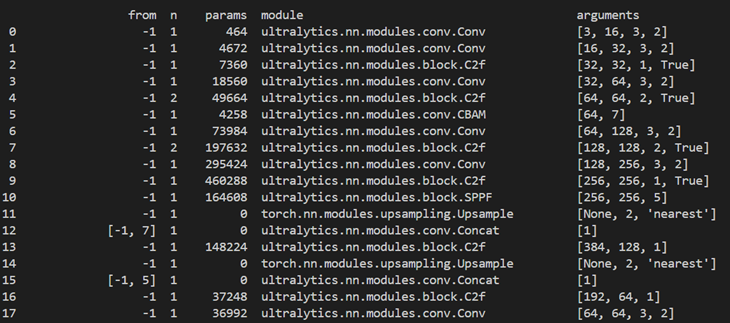 from n params module arguments
0 -1 1 464 ultralytics.nn.modules.conv.Conv [3, 16, 3, 2]
1 -1 1 4672 ultralytics.nn.modules.conv.Conv [16, 32, 3, 2]
2 -1 1 7360 ultralytics.nn.modules.block.C2f [32, 32, 1, True]
3 -1 1 18560 ultralytics.nn.modules.conv.Conv [32, 64, 3, 2]
4 -1 2 49664 ultralytics.nn.modules.block.C2f [64, 64, 2, True]
5 -1 1 4258 ultralytics.nn.modules.conv.CBAM [64, 7]
6 -1 1 73984 ultralytics.nn.modules.conv.Conv [64, 128, 3, 2]
7 -1 2 197632 ultralytics.nn.modules.block.C2f [128, 128, 2, True]
8 -1 1 295424 ultralytics.nn.modules.conv.Conv [128, 256, 3, 2]
9 -1 1 460288 ultralytics.nn.modules.block.C2f [256, 256, 1, True]
10 -1 1 164608 ultralytics.nn.modules.block.SPPF [256, 256, 5]
11 -1 1 0 torch.nn.modules.upsampling.Upsample [None, 2, 'nearest']
12 [-1, 7] 1 0 ultralytics.nn.modules.conv.Concat [1]
13 -1 1 148224 ultralytics.nn.modules.block.C2f [384, 128, 1]
14 -1 1 0 torch.nn.modules.upsampling.Upsample [None, 2, 'nearest']
15 [-1, 5] 1 0 ultralytics.nn.modules.conv.Concat [1]
16 -1 1 37248 ultralytics.nn.modules.block.C2f [192, 64, 1]
17 -1 1 36992 ultralytics.nn.modules.conv.Conv [64, 64, 3, 2]